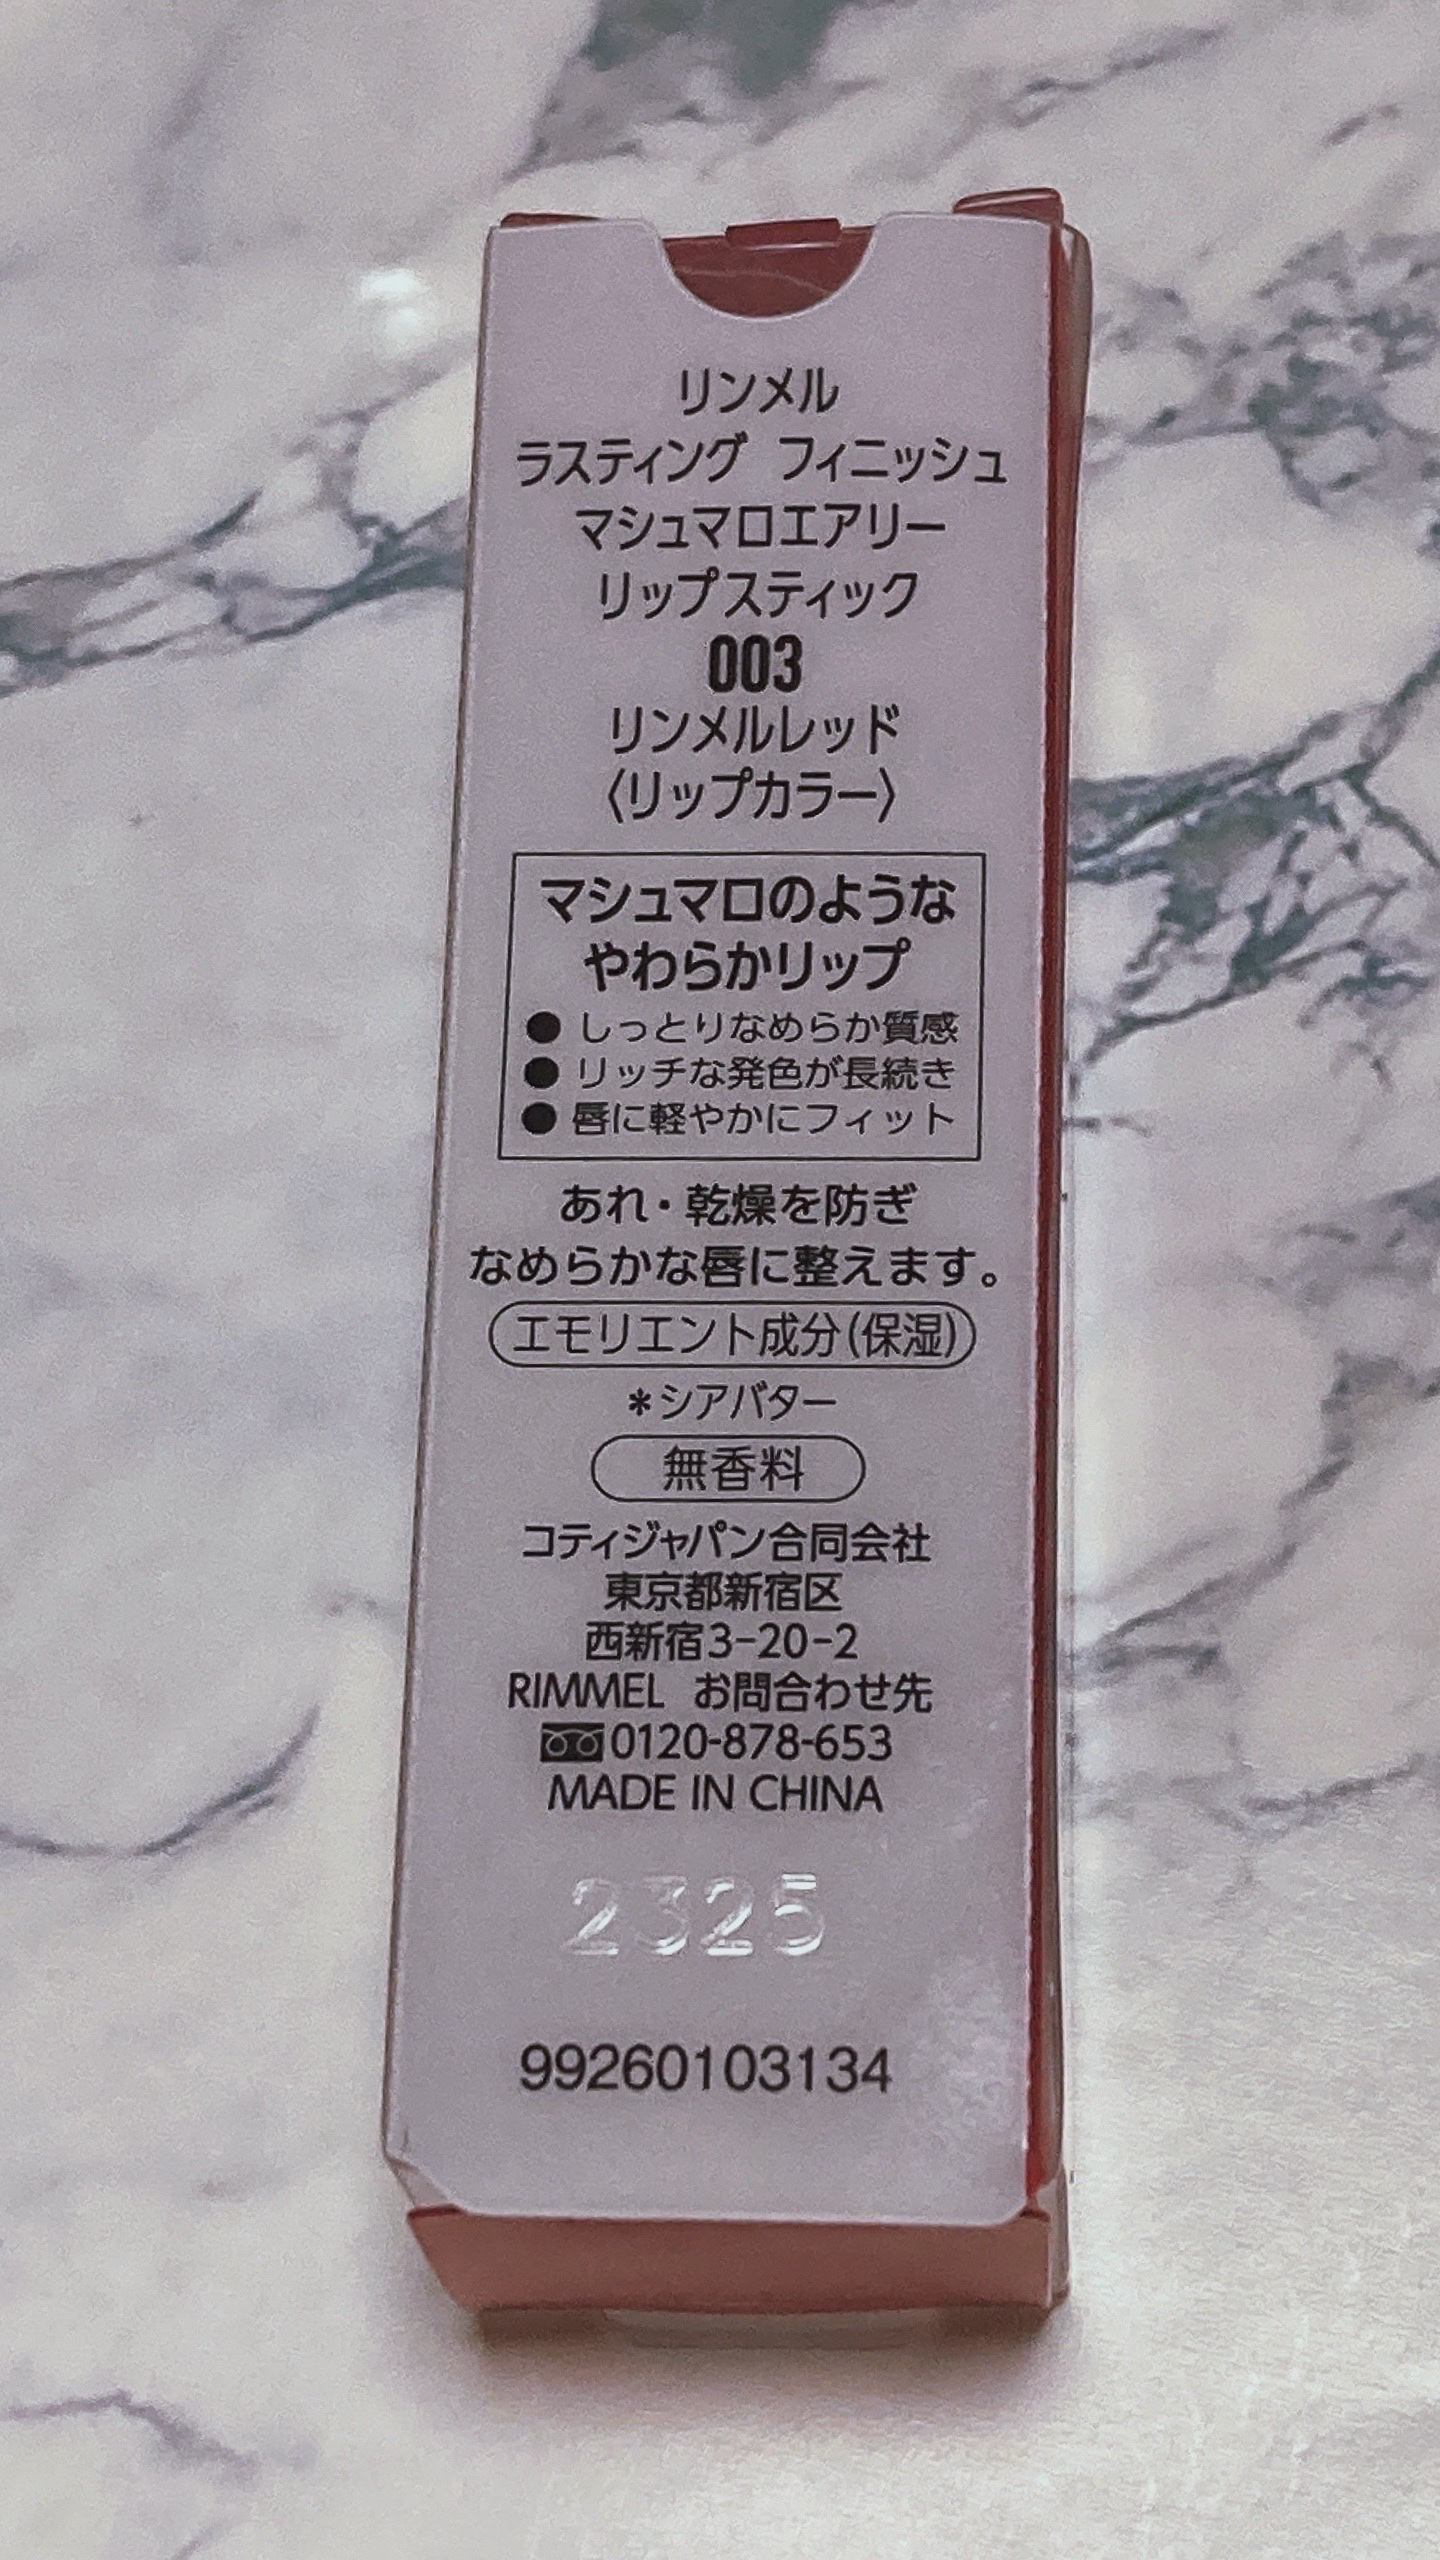 リンメル
ラスティング フィニッシュ
マシュマロエアリー
リップスティック
003
リンメルレッド
〈リップカラー〉
マシュマロのような
やわらかリップ
● しっとりなめらか質感
● リッチな発色が長続き
● 唇に軽やかにフィット
あれ・乾燥を防ぎ
なめらかな唇に整えます。
エモリエント成分(保湿)
*シアバター
無香料
コティジャパン合同会社
東京都新宿区
西新宿3-20-2
RIMMEL お問合わせ先
0120-878-653
MADE IN CHINA
2325
99260103134